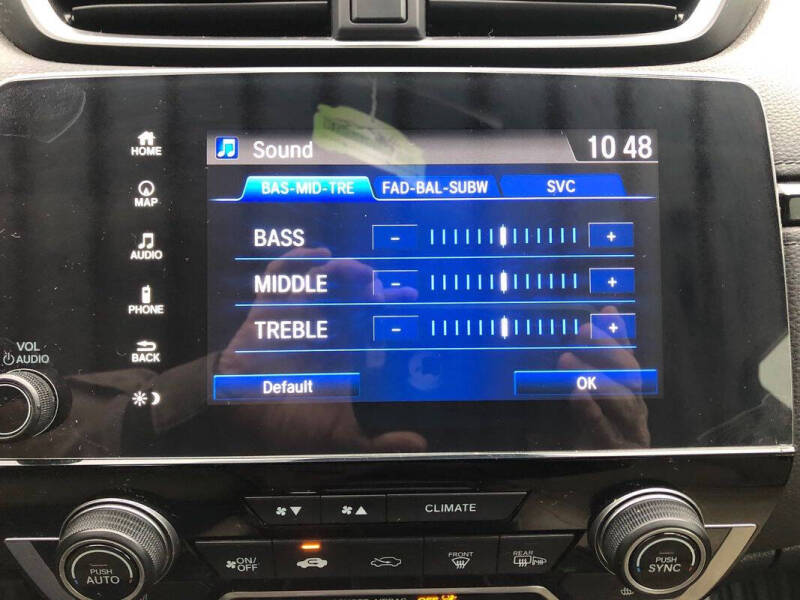 HOME
MAP
AUDIO
PHONE
BACK
VOL
AUDIO
Sound
10 48
BAS-MID-TRE FAD-BAL-SUBW SVC
BASS - +
MIDDLE - +
TREBLE - +
Default OK
CLIMATE
ON/
OFF
FRONT
REAR
PUSH
AUTO
PUSH
SYNC
OFF